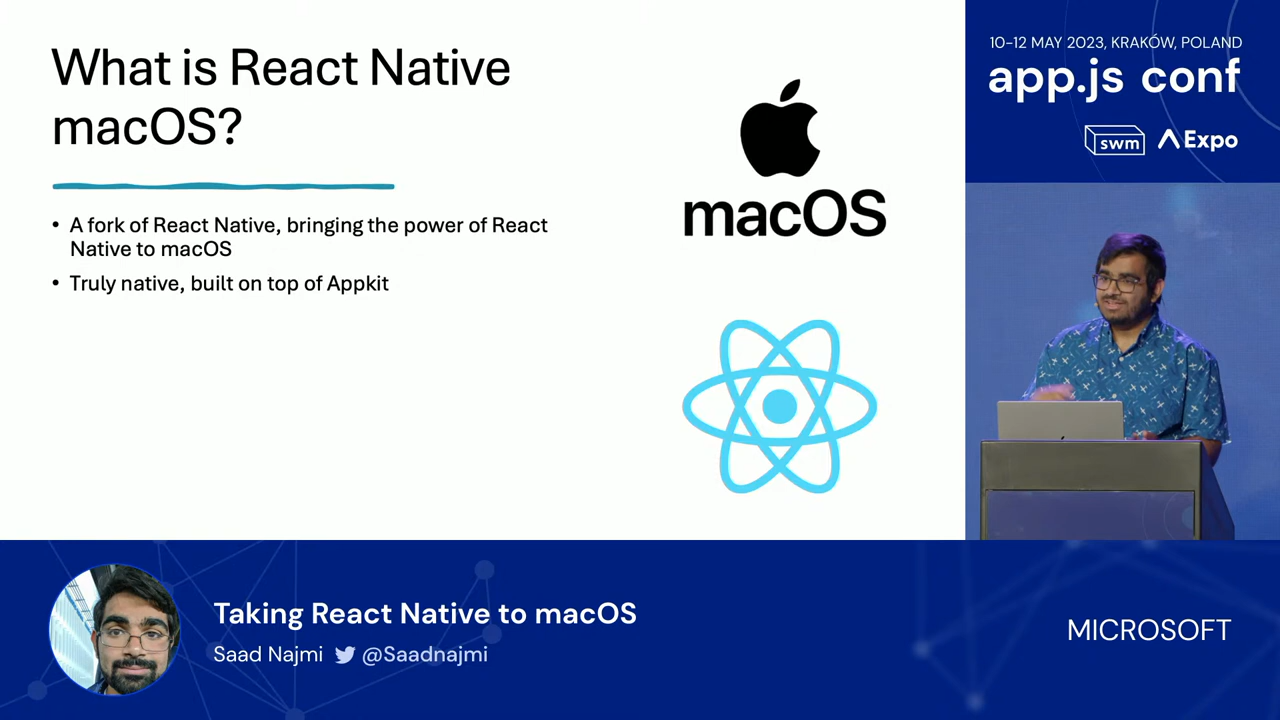 What is React Native
macOS?
• A fork of React Native, bringing the power of React
Native to macOS
• Truly native, built on top of Appkit
macOS
10-12 MAY 2023, KRAKÓW, POLAND
app.js conf
swm Expo
Taking React Native to macOS
Saad Najmi @Saadnajmi
MICROSOFT